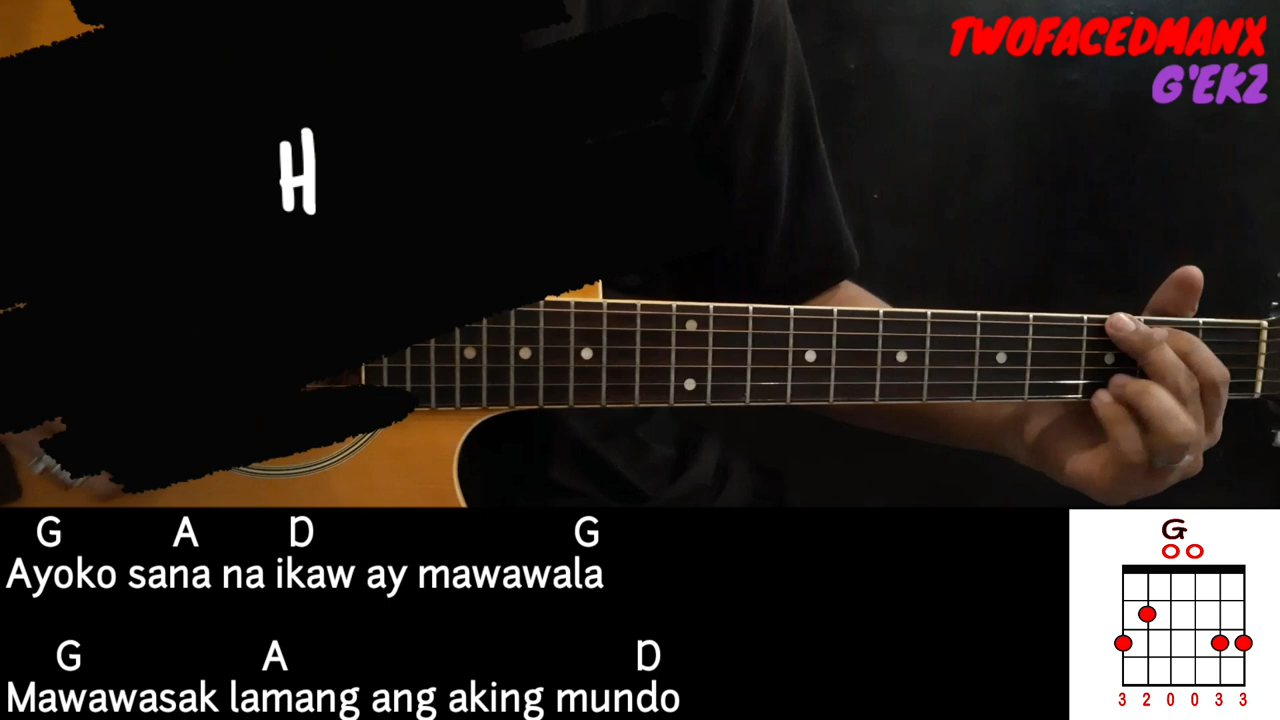 TWOFACEDMANX
G'EKZ
H
G A D G
Ayoko sana na ikaw ay mawawala
G A D
Mawawasak lamang ang aking mundo
G
3 2 0 0 3 3